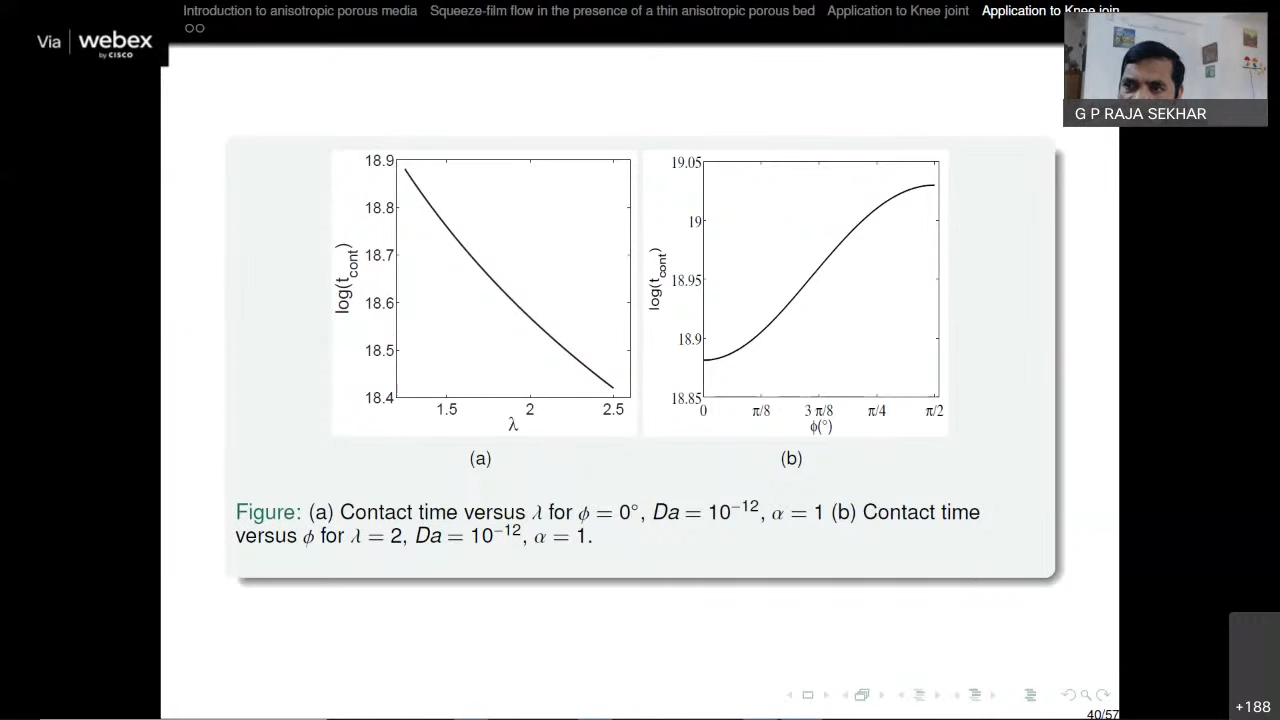 Introduction to anisotropic porous media Squeeze-film flow in the presence of a thin anisotropic porous bed Application to Knee joint Application to Knee join
Via webex
by CISCO
G P RAJA SEKHAR
18.9
18.8
18.7
18.6
18.5
18.4
log(t_cont)
1.5 2 2.5
λ
(a)
19.05
19
18.95
18.9
18.85
log(t_cont)
0 π/8 3 π/8 π/4 π/2
ϕ(°)
(b)
Figure: (a) Contact time versus λ for ϕ = 0°, Da = 10⁻¹², α = 1 (b) Contact time
versus ϕ for λ = 2, Da = 10⁻¹², α = 1.
40/57
+188